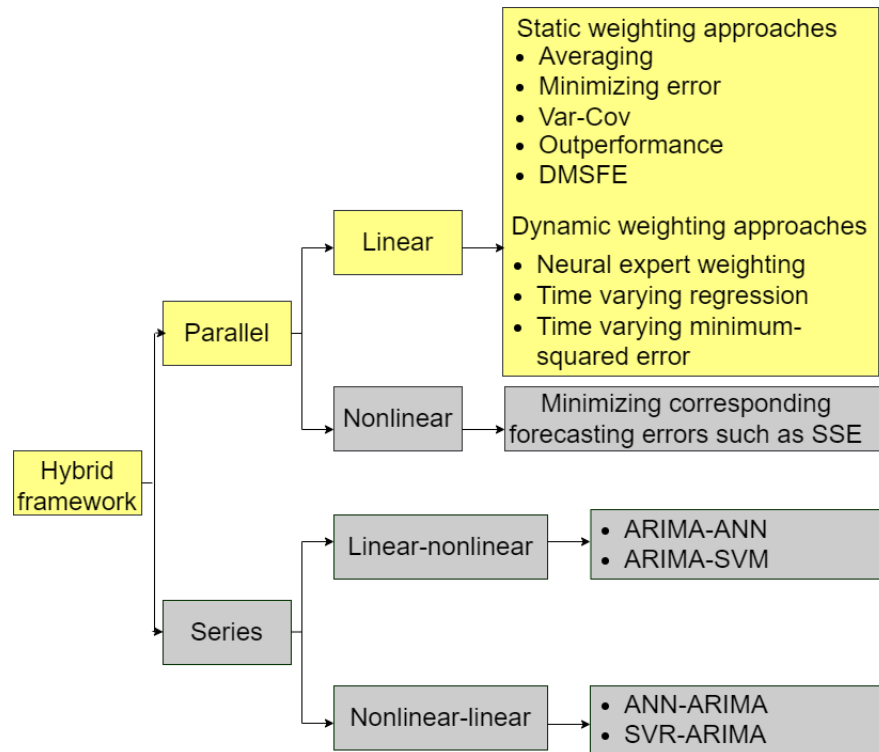 Static weighting approaches
• Averaging
• Minimizing error
• Var-Cov
• Outperformance
• DMSFE
Dynamic weighting approaches
• Neural expert weighting
• Time varying regression
• Time varying minimum-
squared error
Linear
Parallel
Nonlinear
Minimizing corresponding
forecasting errors such as SSE
Hybrid
framework
Linear-nonlinear
• ARIMA-ANN
• ARIMA-SVM
Series
Nonlinear-linear
• ANN-ARIMA
• SVR-ARIMA